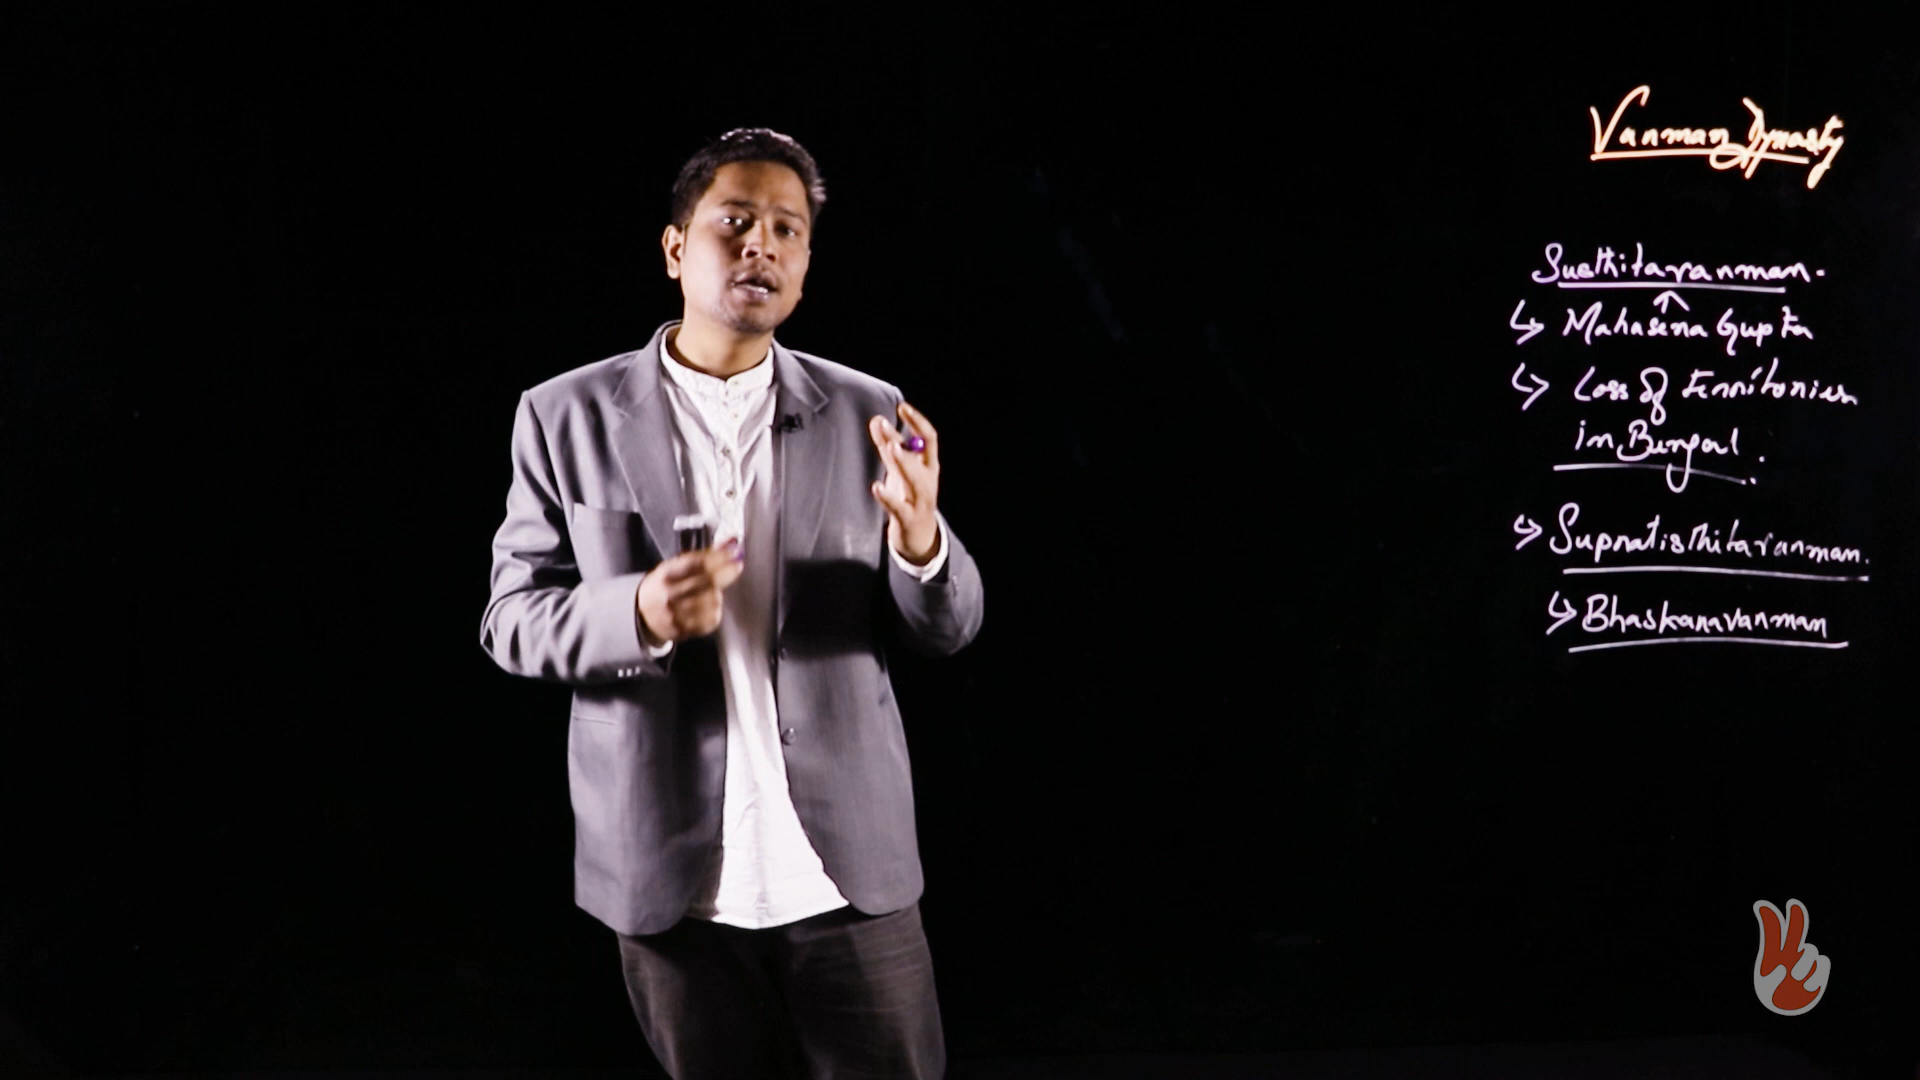 Varman Dynasty
Susthitavarman.
↳ Mahasena Gupta
↳ Loss of territories
in Bengal.
↳ Supratisthitavarman.
↳ Bhaskaravarman